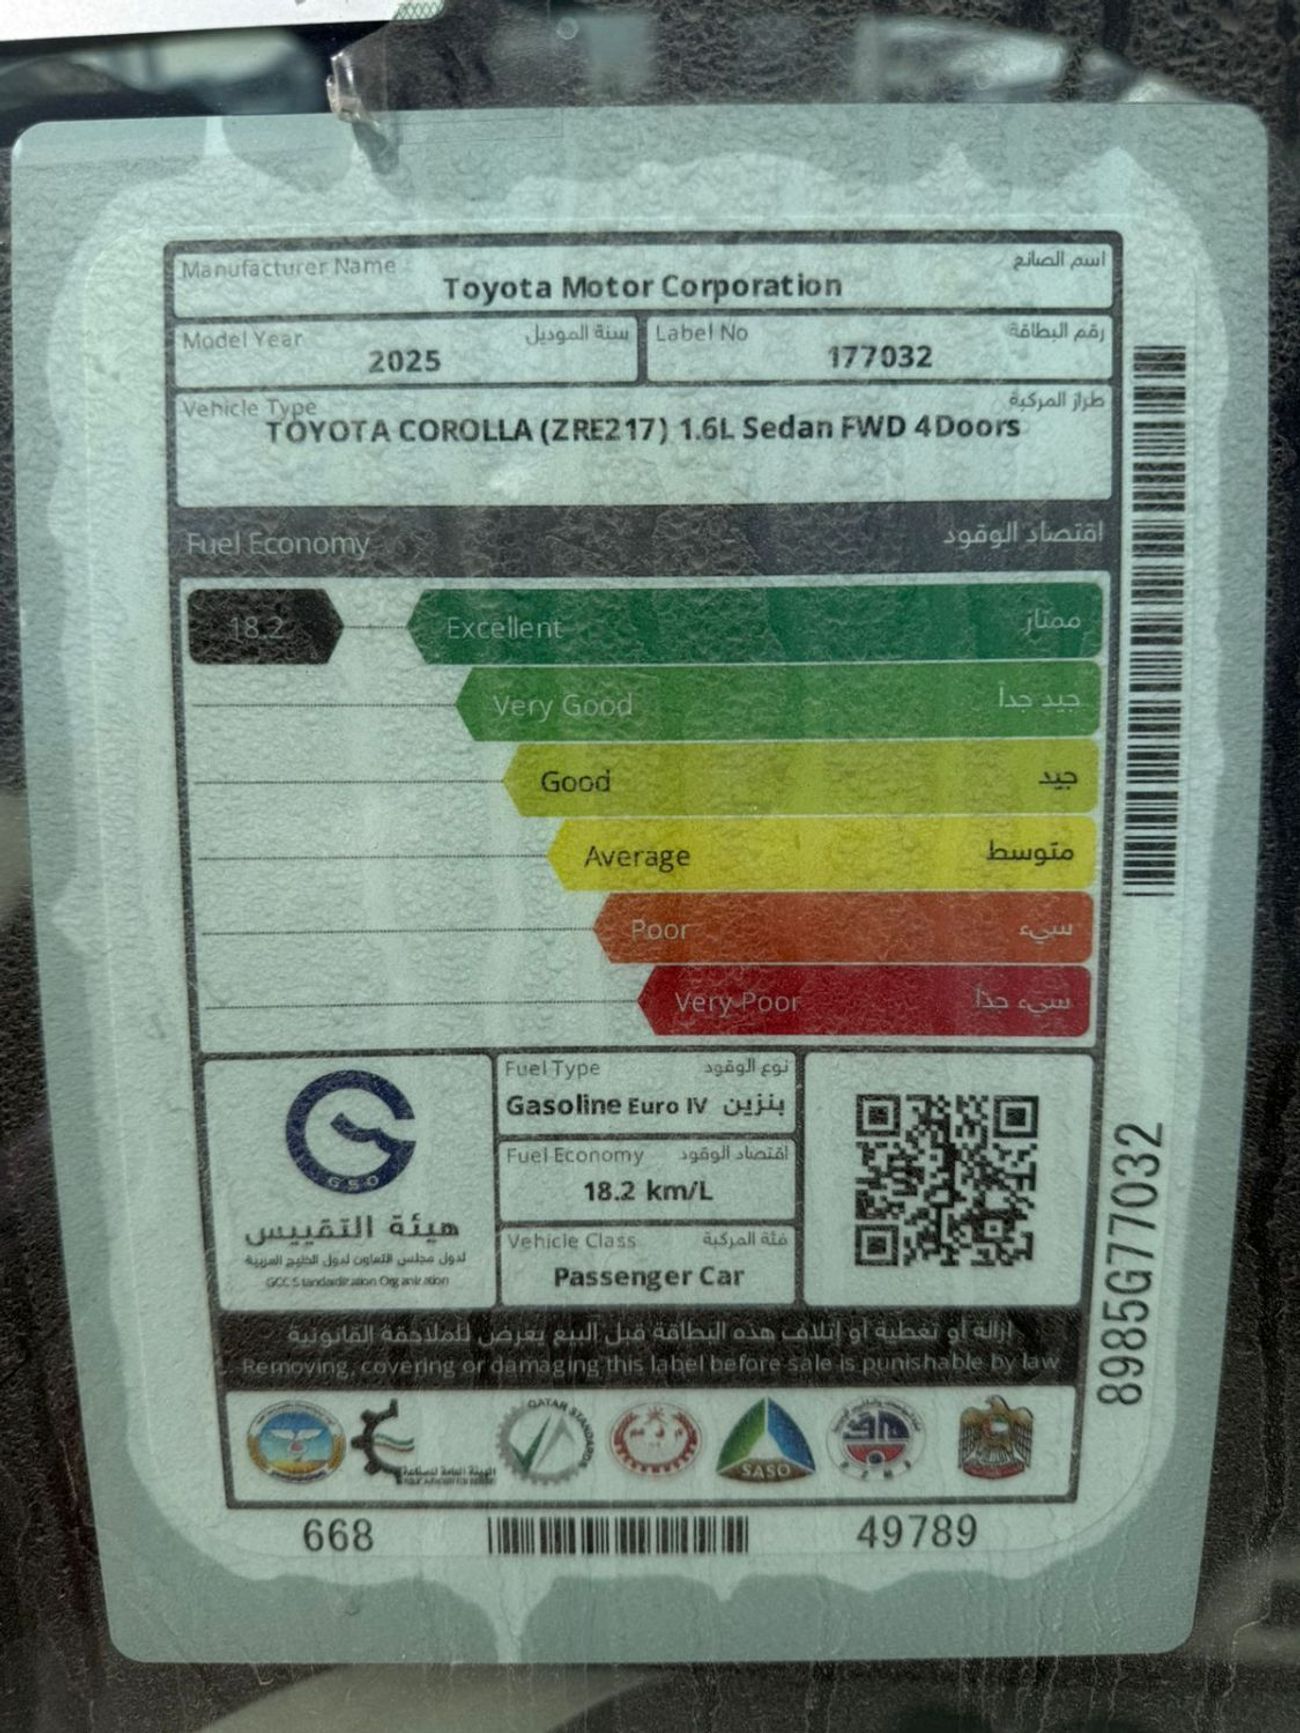 Manufacturer Name اسم الصانع
Toyota Motor Corporation
Model Year سنة الموديل
2025
Label No رقم البطاقة
177032
Vehicle Type طراز المركبة
TOYOTA COROLLA (ZRE217) 1.6L Sedan FWD 4Doors
Fuel Economy اقتصاد الوقود
18.2 Excellent ممتاز
Very Good جيد جداً
Good جيد
Average متوسط
Poor سيء
Very Poor سيء جداً
GSO
هيئة التقييس
لدول مجلس التعاون لدول الخليج العربية
GCC Standardization Organization
Fuel Type نوع الوقود
Gasoline Euro IV بنزين
Fuel Economy اقتصاد الوقود
18.2 km/L
Vehicle Class فئة المركبة
Passenger Car
إزالة أو تغطية أو إتلاف هذه البطاقة قبل البيع يعرض للملاحقة القانونية
Removing, covering or damaging this label before sale is punishable by law
QATAR STANDARDS
SASO
668 49789
8985G77032